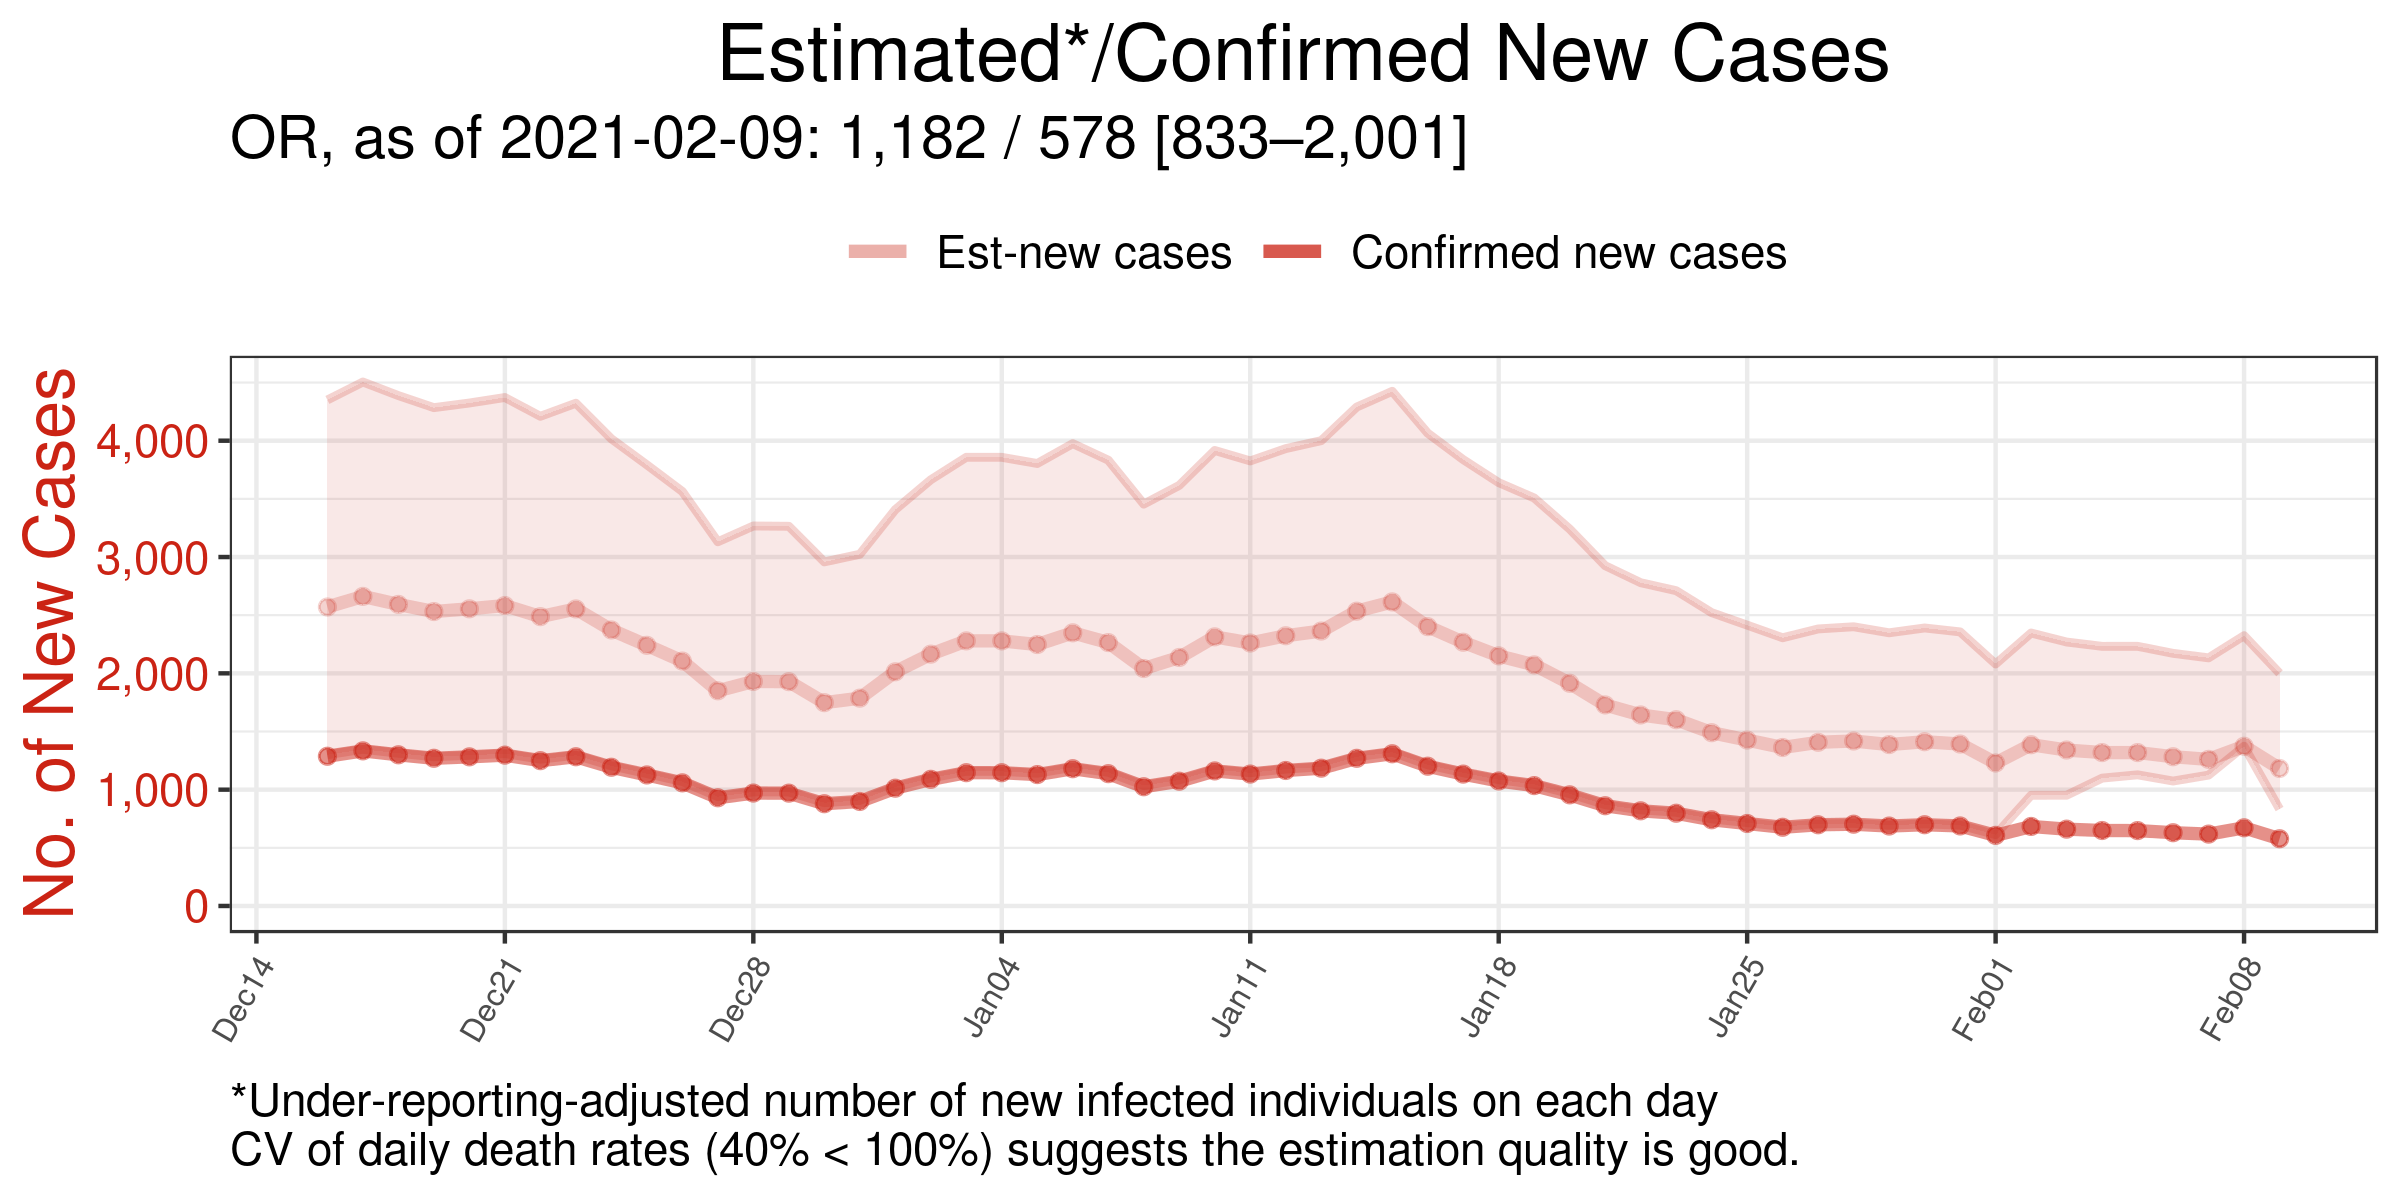 Estimated*/Confirmed New Cases
OR, as of 2021-02-09: 1,182 / 578 [833–2,001]
Est-new cases
Confirmed new cases
No. of New Cases
4,000
3,000
2,000
1,000
0
Dec14
Dec21
Dec28
Jan04
Jan11
Jan18
Jan25
Feb01
Feb08
*Under-reporting-adjusted number of new infected individuals on each day
CV of daily death rates (40% < 100%) suggests the estimation quality is good.